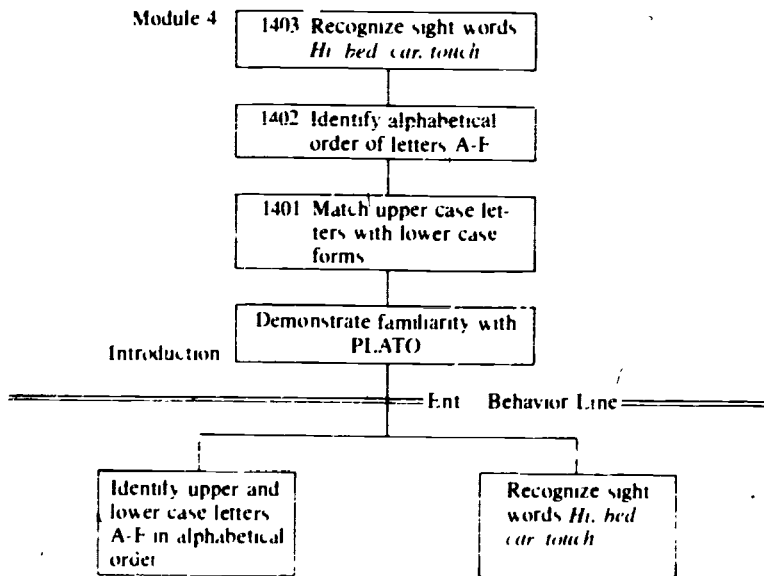 Module 4
1403 Recognize sight words
Hi. bed car. touch
1402 Identify alphabetical
order of letters A-F
1401 Match upper case let-
ters with lower case
forms
Demonstrate familiarity with
PLATO
Introduction
Ent Behavior Line
Identify upper and
lower case letters
A-F in alphabetical
order
Recognize sight
words Hi. bed
car touch